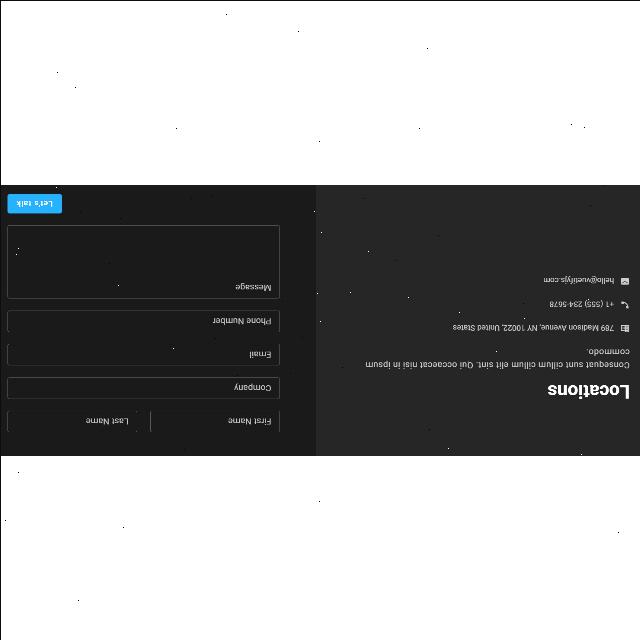 Locations
Consequat sunt cillum cillum elit sint. Qui occaecat nisi in ipsum
commodo.
789 Madison Avenue, NY 10022, United States
+1 (555) 234-5678
hello@vuetifyjs.com
First Name
Last Name
Company
Email
Phone Number
Message
Let's talk